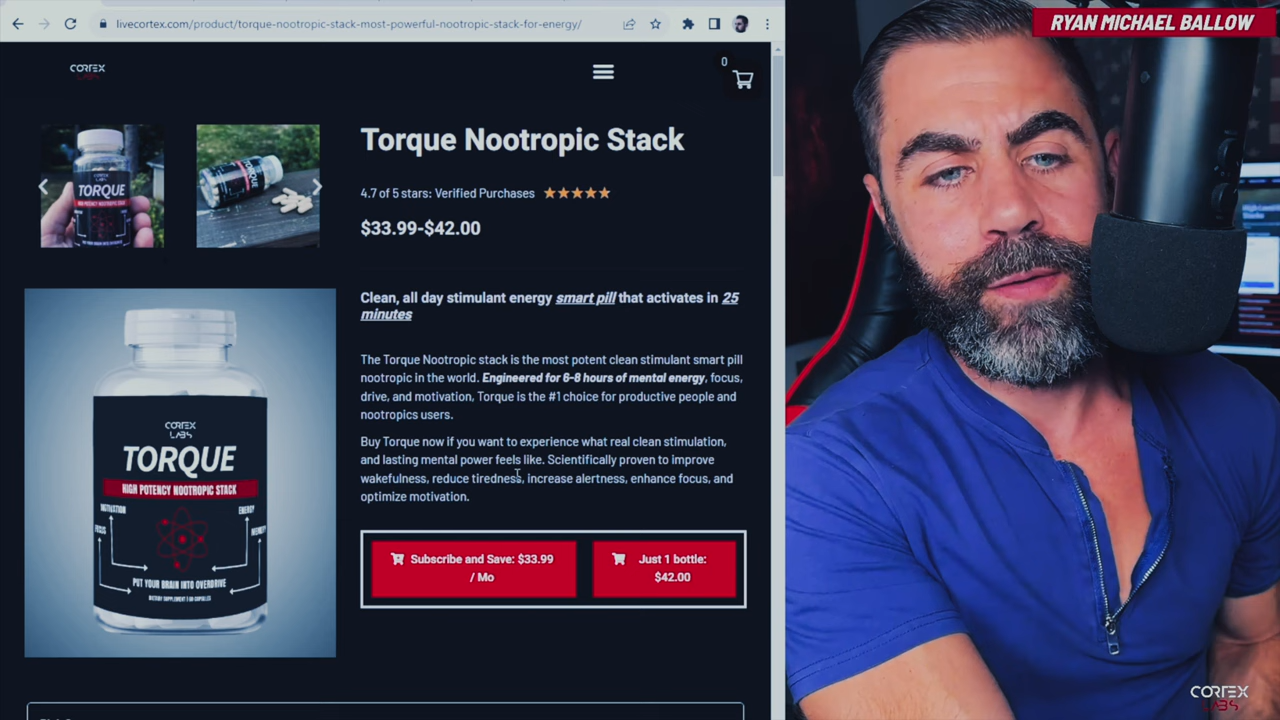 livecortex.com/product/torque-nootropic-stack-most-powerful-nootropic-stack-for-energy/
RYAN MICHAEL BALLOW
CORTEX
LABS
0
Torque Nootropic Stack
4.7 of 5 stars: Verified Purchases
$33.99-$42.00
TORQUE
HIGH POTENCY NOOTROPIC STACK
TORQUE
Clean, all day stimulant energy smart pill that activates in 25
minutes
The Torque Nootropic stack is the most potent clean stimulant smart pill
nootropic in the world. Engineered for 6-8 hours of mental energy, focus,
drive, and motivation, Torque is the #1 choice for productive people and
nootropics users.
Buy Torque now if you want to experience what real clean stimulation,
and lasting mental power feels like. Scientifically proven to improve
wakefulness, reduce tiredness, increase alertness, enhance focus, and
optimize motivation.
Subscribe and Save: $33.99
/ Mo
Just 1 bottle:
$42.00
CORTEX
LABS
TORQUE
HIGH POTENCY NOOTROPIC STACK
MOTIVATION
ENERGY
FOCUS
MEMORY
PUT YOUR BRAIN INTO OVERDRIVE
CORTEX
LABS